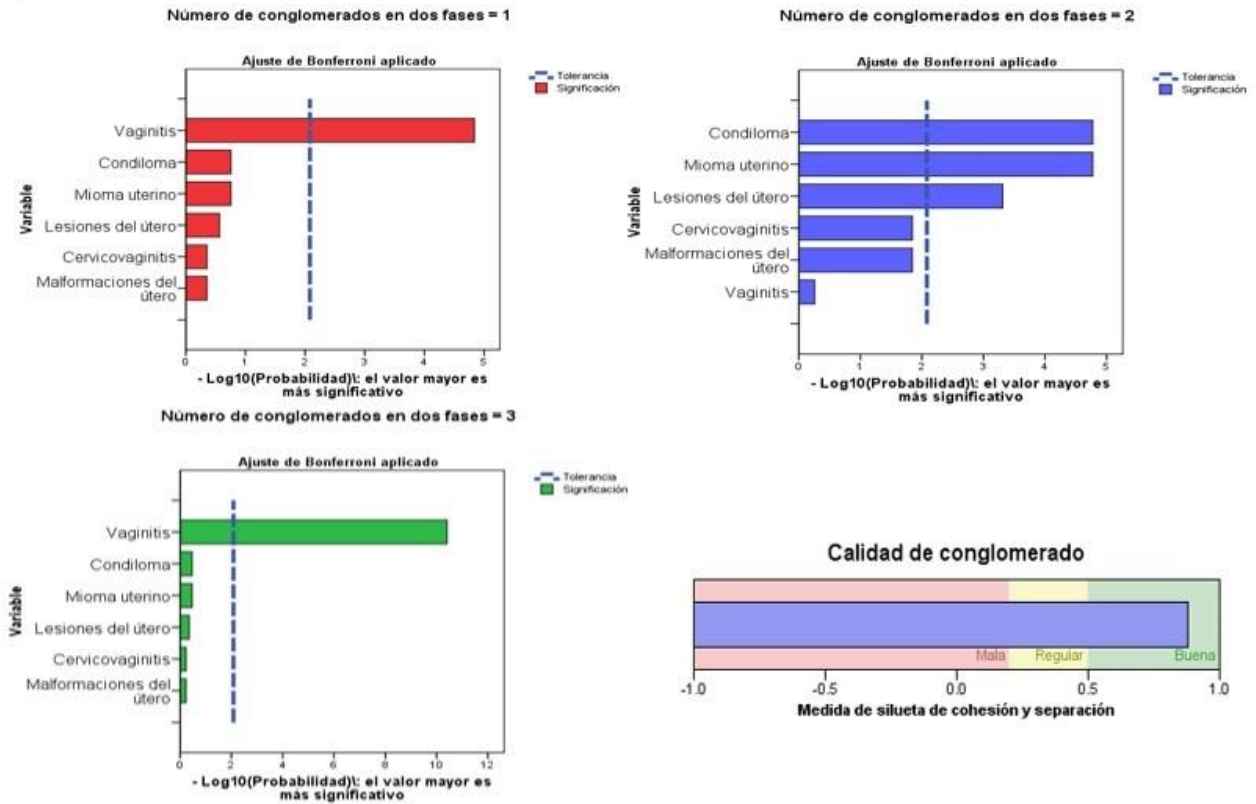 Número de conglomerados en dos fases = 1
Ajuste de Bonferroni aplicado
Tolerancia
Significación
Variable
Vaginitis
Condiloma
Mioma uterino
Lesiones del útero
Cervicovaginitis
Malformaciones del
útero
0 1 2 3 4 5
- Log10(Probabilidad)\: el valor mayor es
más significativo
Número de conglomerados en dos fases = 2
Ajuste de Bonferroni aplicado
Tolerancia
Significación
Variable
Condiloma
Mioma uterino
Lesiones del útero
Cervicovaginitis
Malformaciones del
útero
Vaginitis
0 1 2 3 4 5
- Log10(Probabilidad)\: el valor mayor es
más significativo
Número de conglomerados en dos fases = 3
Ajuste de Bonferroni aplicado
Tolerancia
Significación
Variable
Vaginitis
Condiloma
Mioma uterino
Lesiones del útero
Cervicovaginitis
Malformaciones del
útero
0 2 4 6 8 10 12
- Log10(Probabilidad)\: el valor mayor es
más significativo
Calidad de conglomerado
Mala Regular Buena
-1.0 -0.5 0.0 0.5 1.0
Medida de silueta de cohesión y separación